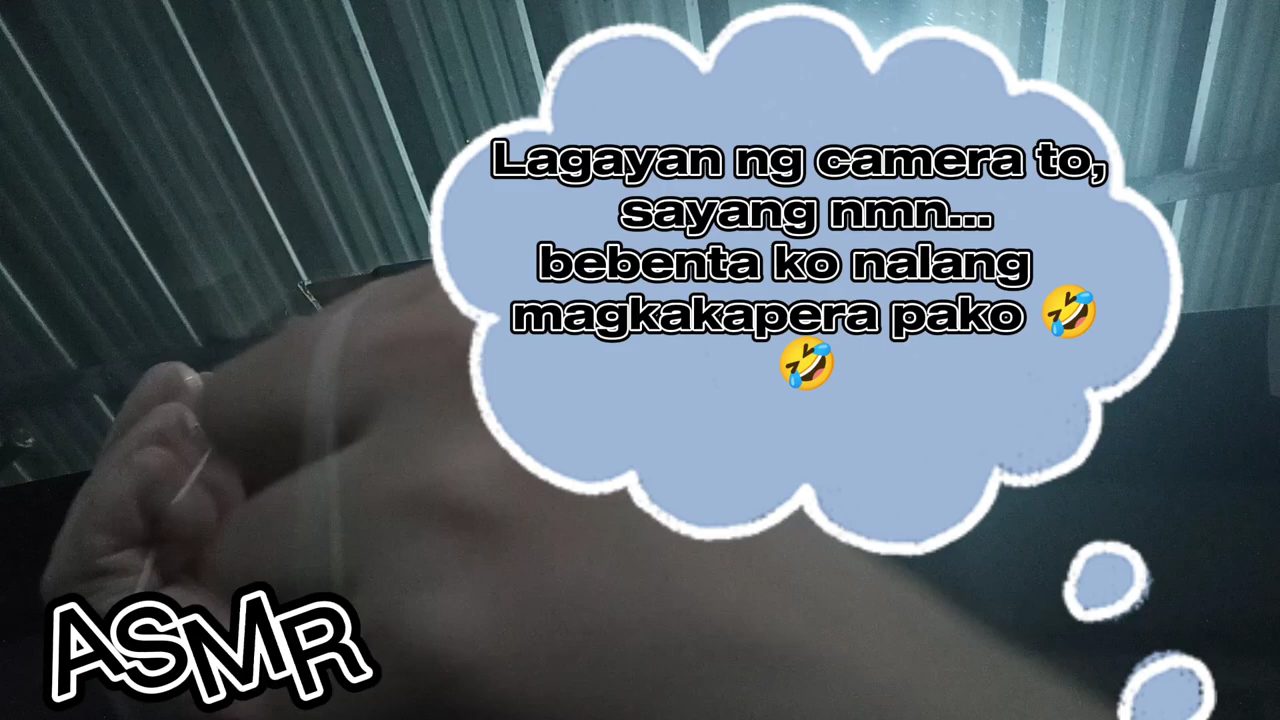 Lagayan ng camera to,
sayang nmn...
bebenta ko nalang
magkakapera pako 🤣
🤣
ASMR